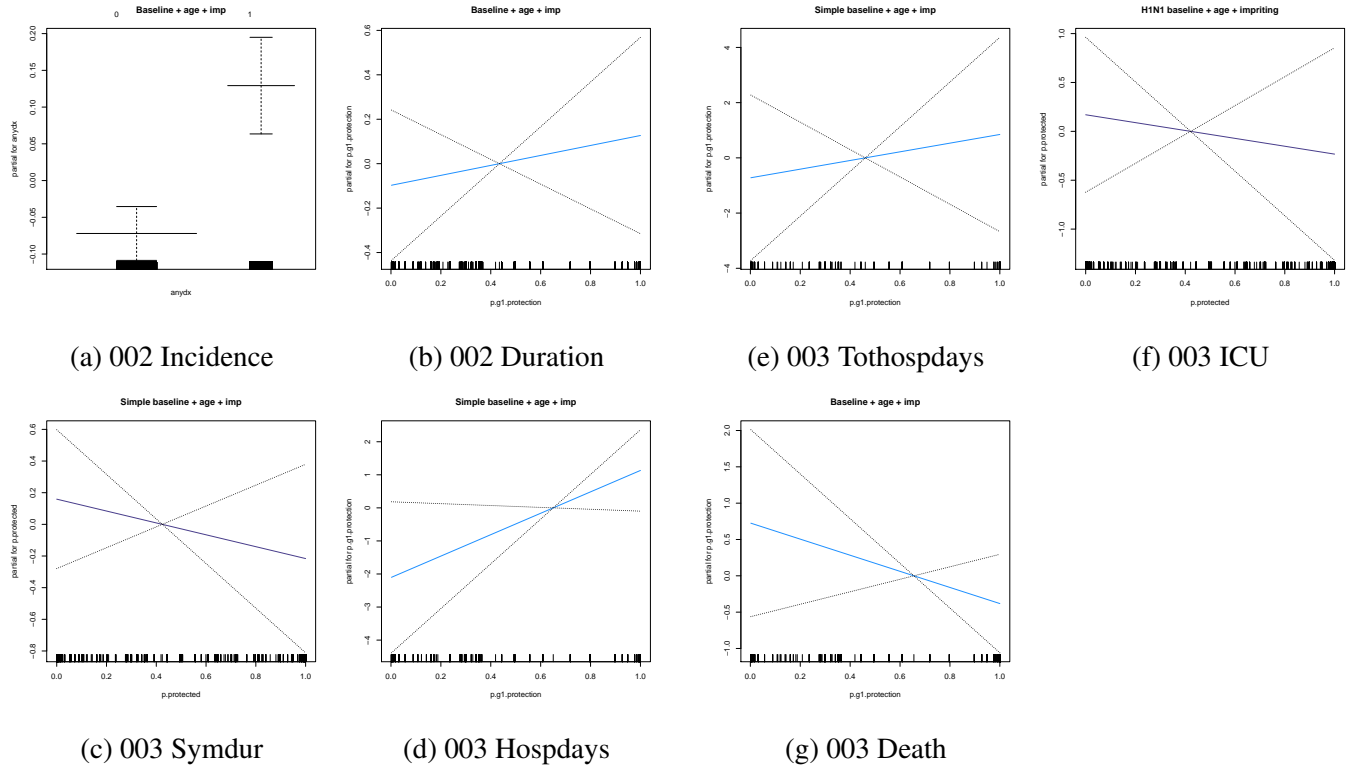 Baseline + age + imp
0 1
0.20
0.15
0.10
0.05
0.00
−0.05
−0.10
partial for anydx
anydx
(a) 002 Incidence
Baseline + age + imp
0.6
0.4
0.2
0.0
−0.2
−0.4
partial for p.g1.protection
0.0 0.2 0.4 0.6 0.8 1.0
p.g1.protection
(b) 002 Duration
Simple baseline + age + imp
4
2
0
−2
−4
partial for p.g1.protection
0.0 0.2 0.4 0.6 0.8 1.0
p.g1.protection
(e) 003 Tothospdays
H1N1 baseline + age + impriting
1.0
0.5
0.0
−0.5
−1.0
partial for p.protected
0.0 0.2 0.4 0.6 0.8 1.0
p.protected
(f) 003 ICU
Simple baseline + age + imp
0.6
0.4
0.2
0.0
−0.2
−0.4
−0.6
−0.8
partial for p.protected
0.0 0.2 0.4 0.6 0.8 1.0
p.protected
(c) 003 Symdur
Simple baseline + age + imp
2
1
0
−1
−2
−3
−4
partial for p.g1.protection
0.0 0.2 0.4 0.6 0.8 1.0
p.g1.protection
(d) 003 Hospdays
Baseline + age + imp
2.0
1.5
1.0
0.5
0.0
−0.5
−1.0
partial for p.g1.protection
0.0 0.2 0.4 0.6 0.8 1.0
p.g1.protection
(g) 003 Death